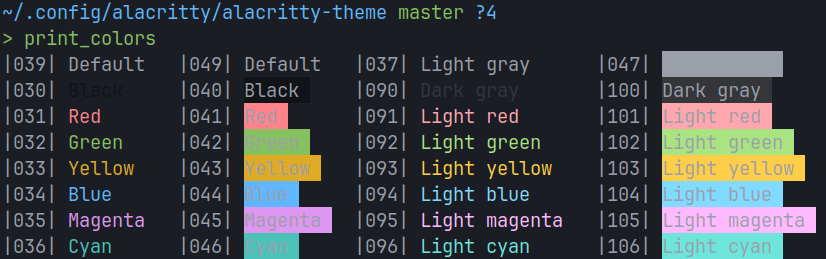 ~/.config/alacritty/alacritty-theme master ?4
> print_colors
|039| Default |049| Default |037| Light gray |047|
|030| Black |040| Black |090| Dark gray |100| Dark gray
|031| Red |041| Red |091| Light red |101| Light red
|032| Green |042| Green |092| Light green |102| Light green
|033| Yellow |043| Yellow |093| Light yellow |103| Light yellow
|034| Blue |044| Blue |094| Light blue |104| Light blue
|035| Magenta |045| Magenta |095| Light magenta |105| Light magenta
|036| Cyan |046| Cyan |096| Light cyan |106| Light cyan